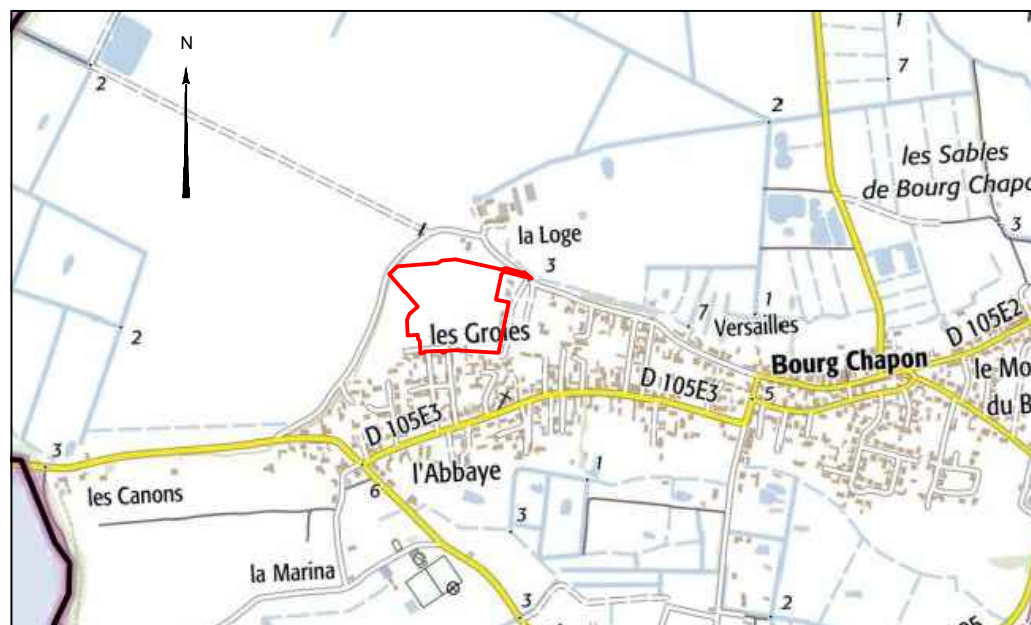 1
N
7
2
2
les Sables
de Bourg Chapo
la Loge
3
3
1
7
Versailles
2
les Groies
D 105E2
Bourg Chapon
le Mo
D 105E3
du B
5
D 105E3
3
l'Abbaye
1
6
les Canons
3
la Marina
3
2